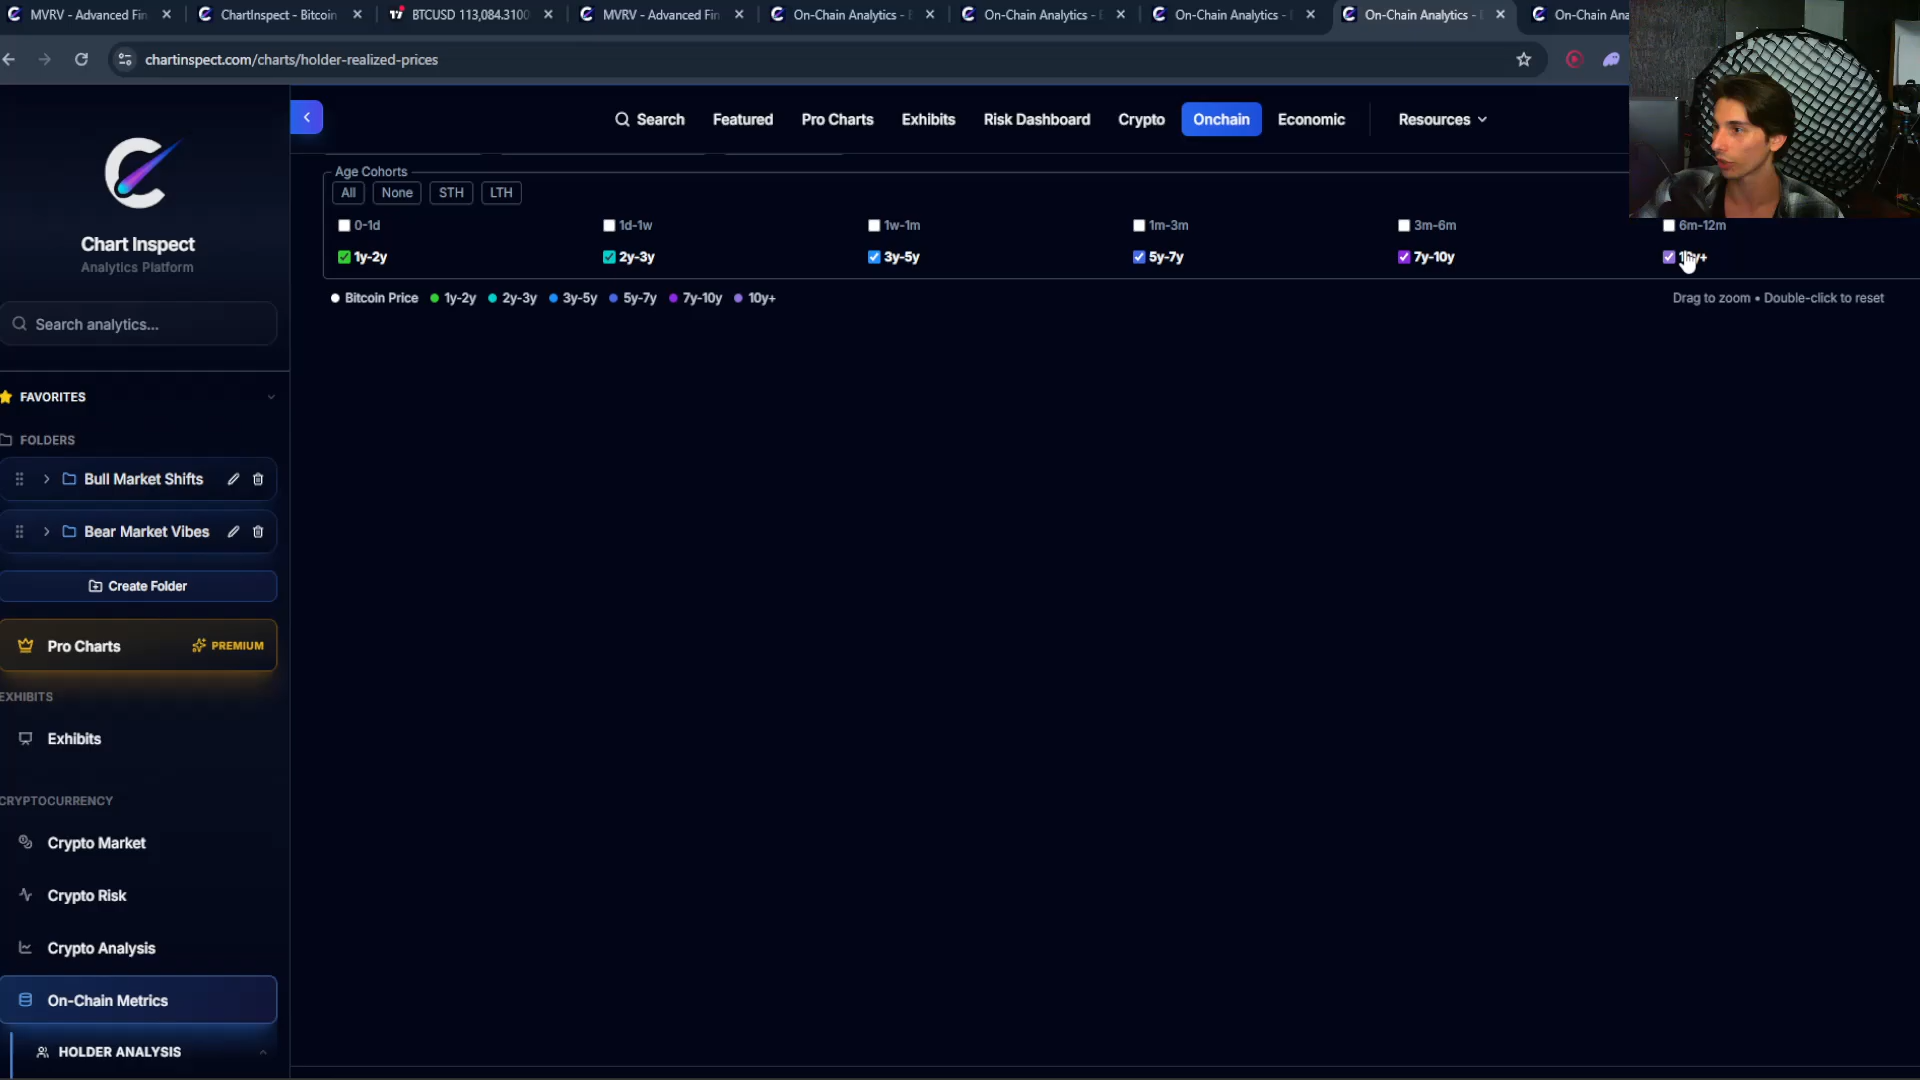 MVRV - Advanced Fin
ChartInspect - Bitcoin
BTCUSD 113,084.3100
MVRV - Advanced Fin
On-Chain Analytics -
On-Chain Analytics -
On-Chain Analytics -
On-Chain Analytics -
On-Chain Ana
chartinspect.com/charts/holder-realized-prices
Search
Featured
Pro Charts
Exhibits
Risk Dashboard
Crypto
Onchain
Economic
Resources
Chart Inspect
Analytics Platform
Search analytics...
FAVORITES
FOLDERS
Bull Market Shifts
Bear Market Vibes
Create Folder
Pro Charts PREMIUM
EXHIBITS
Exhibits
CRYPTOCURRENCY
Crypto Market
Crypto Risk
Crypto Analysis
On-Chain Metrics
HOLDER ANALYSIS
Age Cohorts
All None STH LTH
0-1d 1d-1w 1w-1m 1m-3m 3m-6m 6m-12m
1y-2y 2y-3y 3y-5y 5y-7y 7y-10y
Bitcoin Price 1y-2y 2y-3y 3y-5y 5y-7y 7y-10y 10y+
Drag to zoom • Double-click to reset